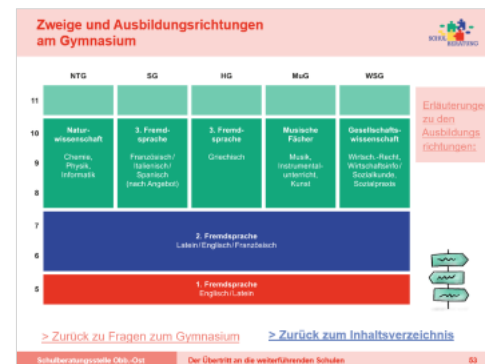 Zweige und Ausbildungsrichtungen
am Gymnasium
SCHUL
BERATUNG
NTG SG HG MuG WSG
11
10
9
8
Natur-
wissenschaft
Chemie,
Physik,
Informatik
3. Fremd-
sprache
Französisch/
Italienisch/
Spanisch
(nach Angebot)
3. Fremd-
sprache
Griechisch
Musische
Fächer
Musik,
Instrumental-
unterricht,
Kunst
Gesellschafts-
wissenschaft
Wirtsch.-Recht,
Wirtschaftsinfo/
Sozialkunde,
Sozialpraxis
Erläuterungen
zu den
Ausbildungs
richtungen:
7
6
2. Fremdsprache
Latein/Englisch/Französisch
5
1. Fremdsprache
Englisch/Latein
> Zurück zu Fragen zum Gymnasium
> Zurück zum Inhaltsverzeichnis
Schulberatungsstelle Obb.-Ost Der Übertritt an die weiterführenden Schulen 53